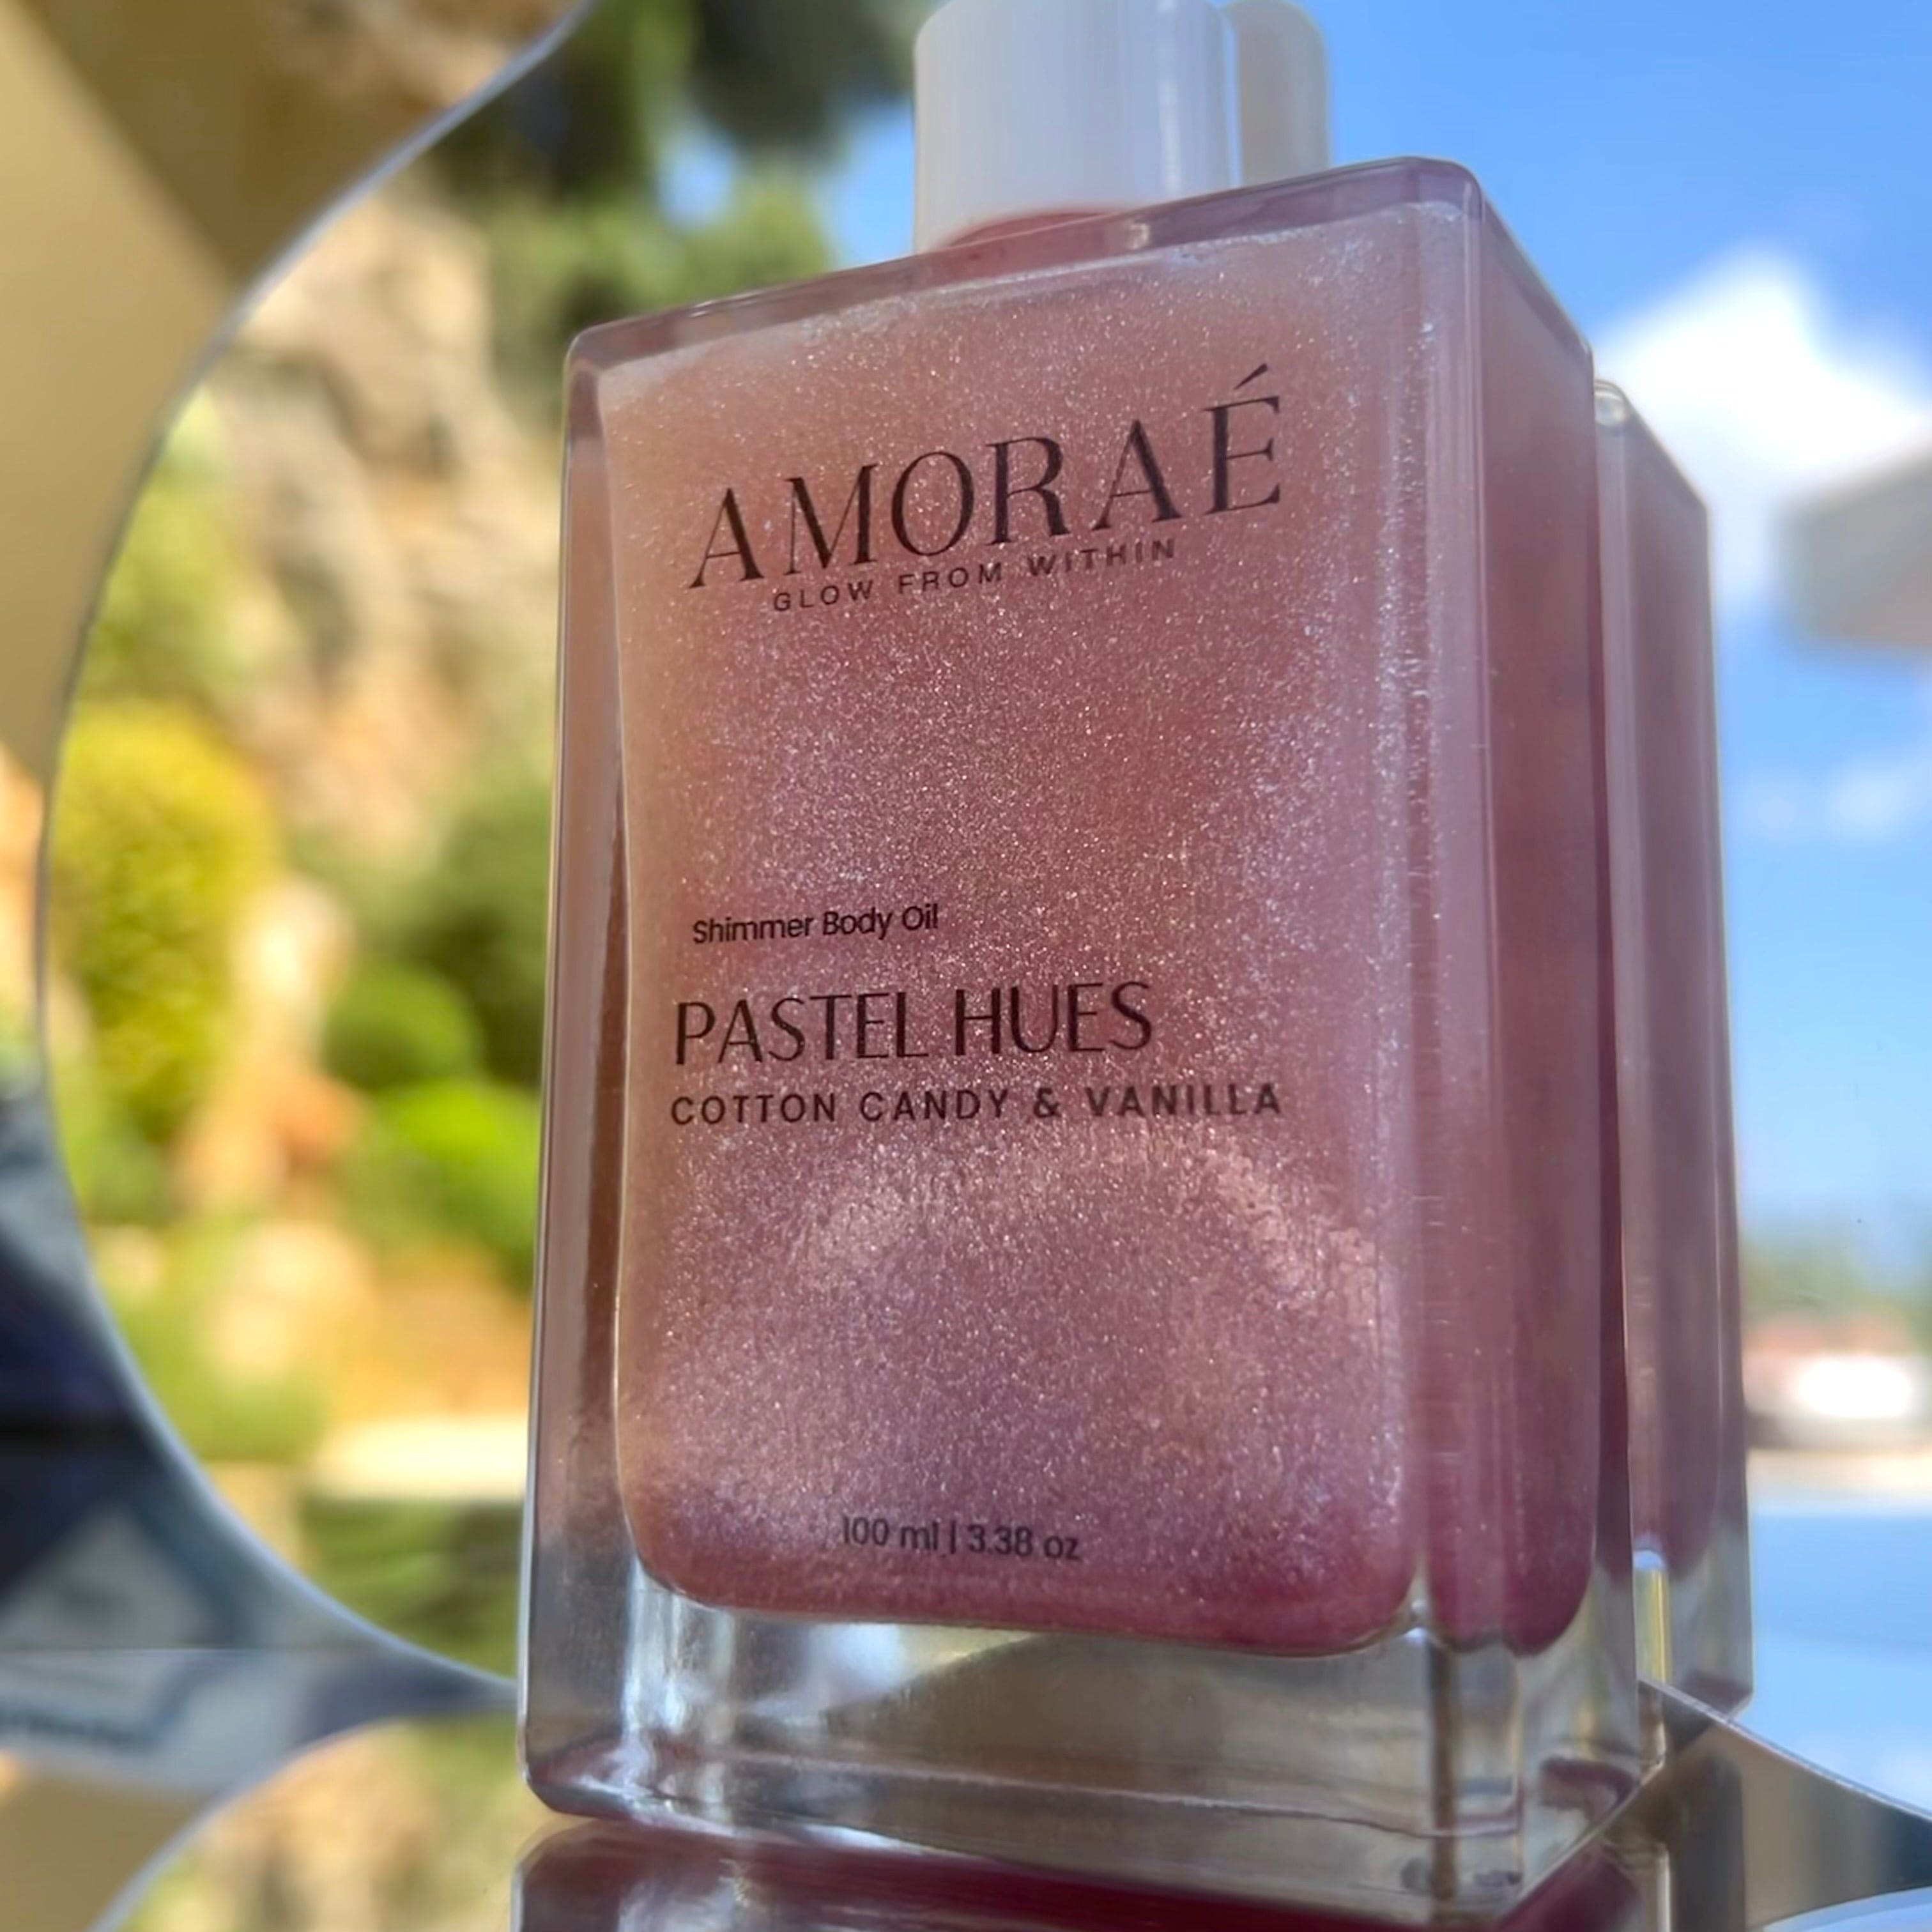 AMORAÉ
GLOW FROM WITHIN
Shimmer Body Oil
PASTEL HUES
COTTON CANDY & VANILLA
100 ml | 3.38 oz